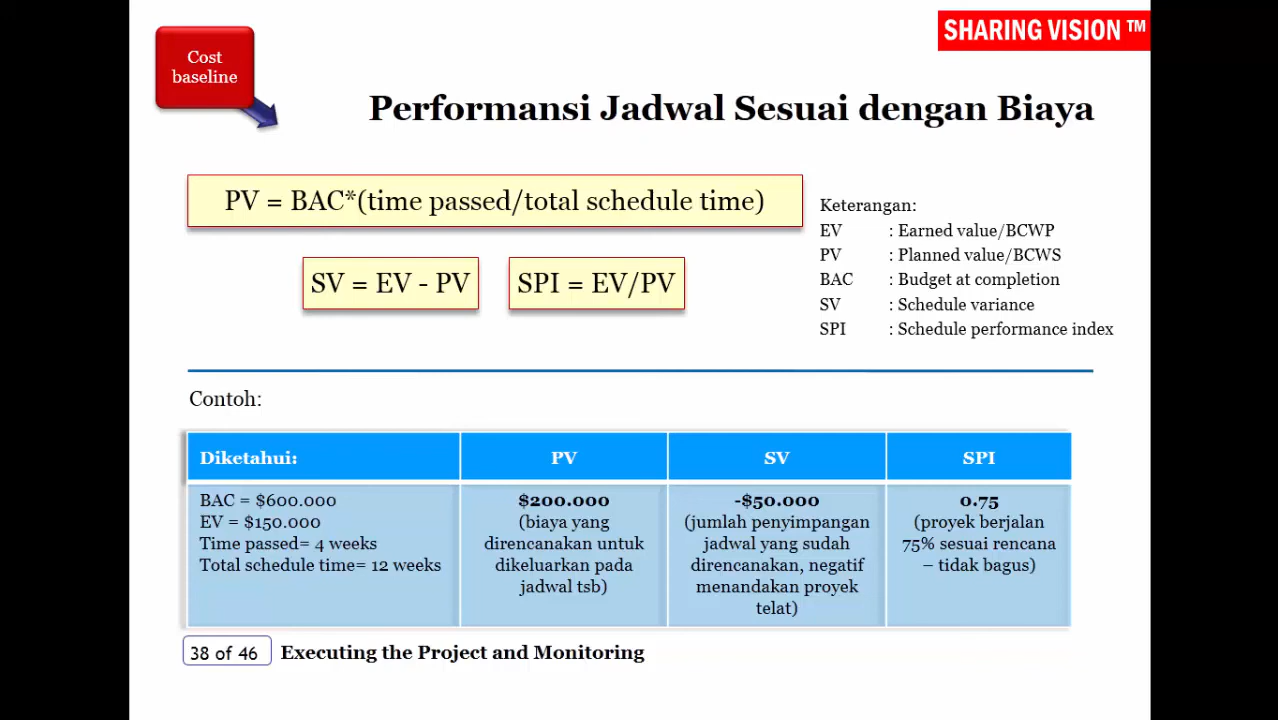 SHARING VISION ™
Cost
baseline
Performansi Jadwal Sesuai dengan Biaya
PV = BAC*(time passed/total schedule time)
SV = EV - PV
SPI = EV/PV
Keterangan:
EV : Earned value/BCWP
PV : Planned value/BCWS
BAC : Budget at completion
SV : Schedule variance
SPI : Schedule performance index
Contoh:
Diketahui: PV SV SPI
BAC = $600.000
EV = $150.000
Time passed= 4 weeks
Total schedule time= 12 weeks
$200.000
(biaya yang
direncanakan untuk
dikeluarkan pada
jadwal tsb)
-$50.000
(jumlah penyimpangan
jadwal yang sudah
direncanakan, negatif
menandakan proyek
telat)
0.75
(proyek berjalan
75% sesuai rencana
– tidak bagus)
38 of 46 Executing the Project and Monitoring